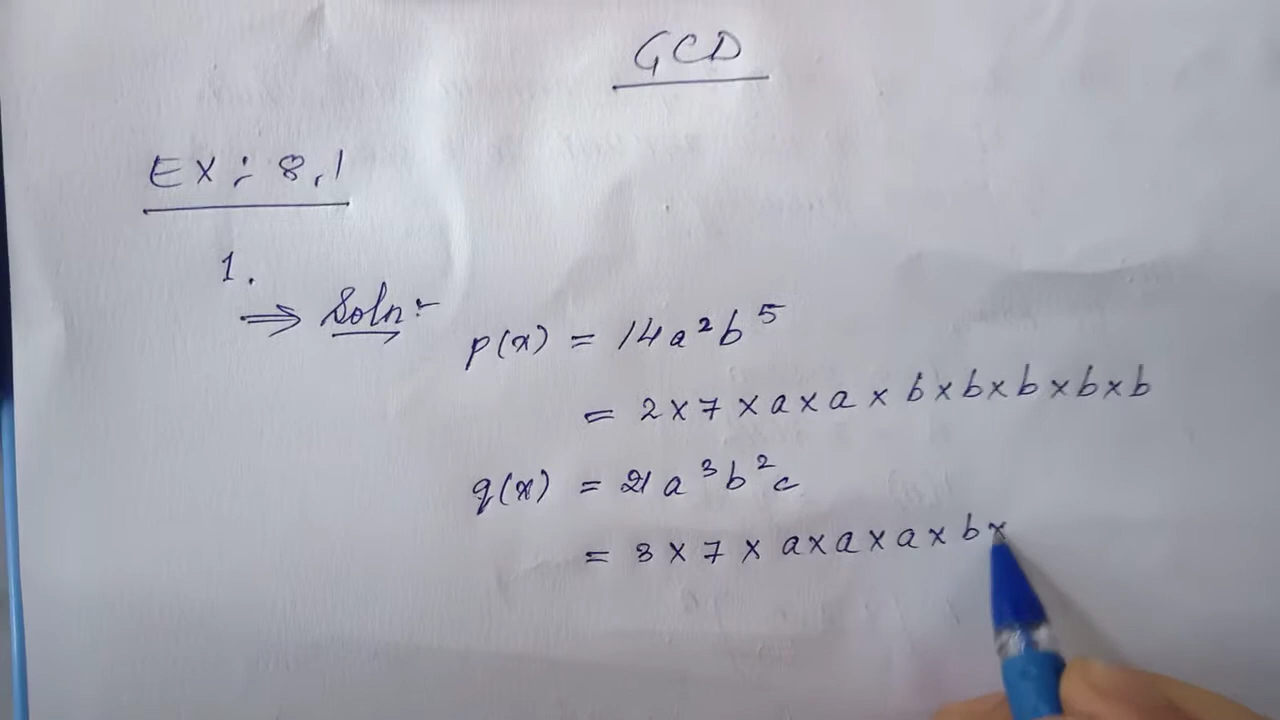 GCD
EX:- 8.1
1.
⇒ Soln:-
p(x) = 14a²b⁵
= 2 x 7 x a x a x b x b x b x b x b
q(x) = 21a³b²c
= 3 x 7 x a x a x a x b x